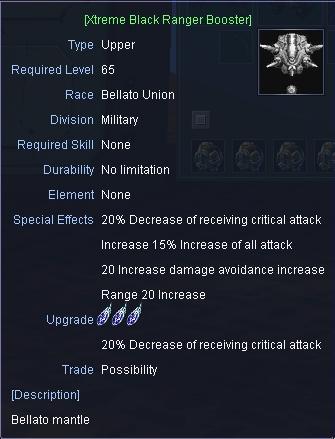 [Xtreme Black Ranger Booster]
Type Upper
Required Level 65
Race Bellato Union
Division Military
Required Skill None
Durability No limitation
Element None
Special Effects 20% Decrease of receiving critical attack
Increase 15% Increase of all attack
20 Increase damage avoidance increase
Range 20 Increase
Upgrade
20% Decrease of receiving critical attack
Trade Possibility
[Description]
Bellato mantle